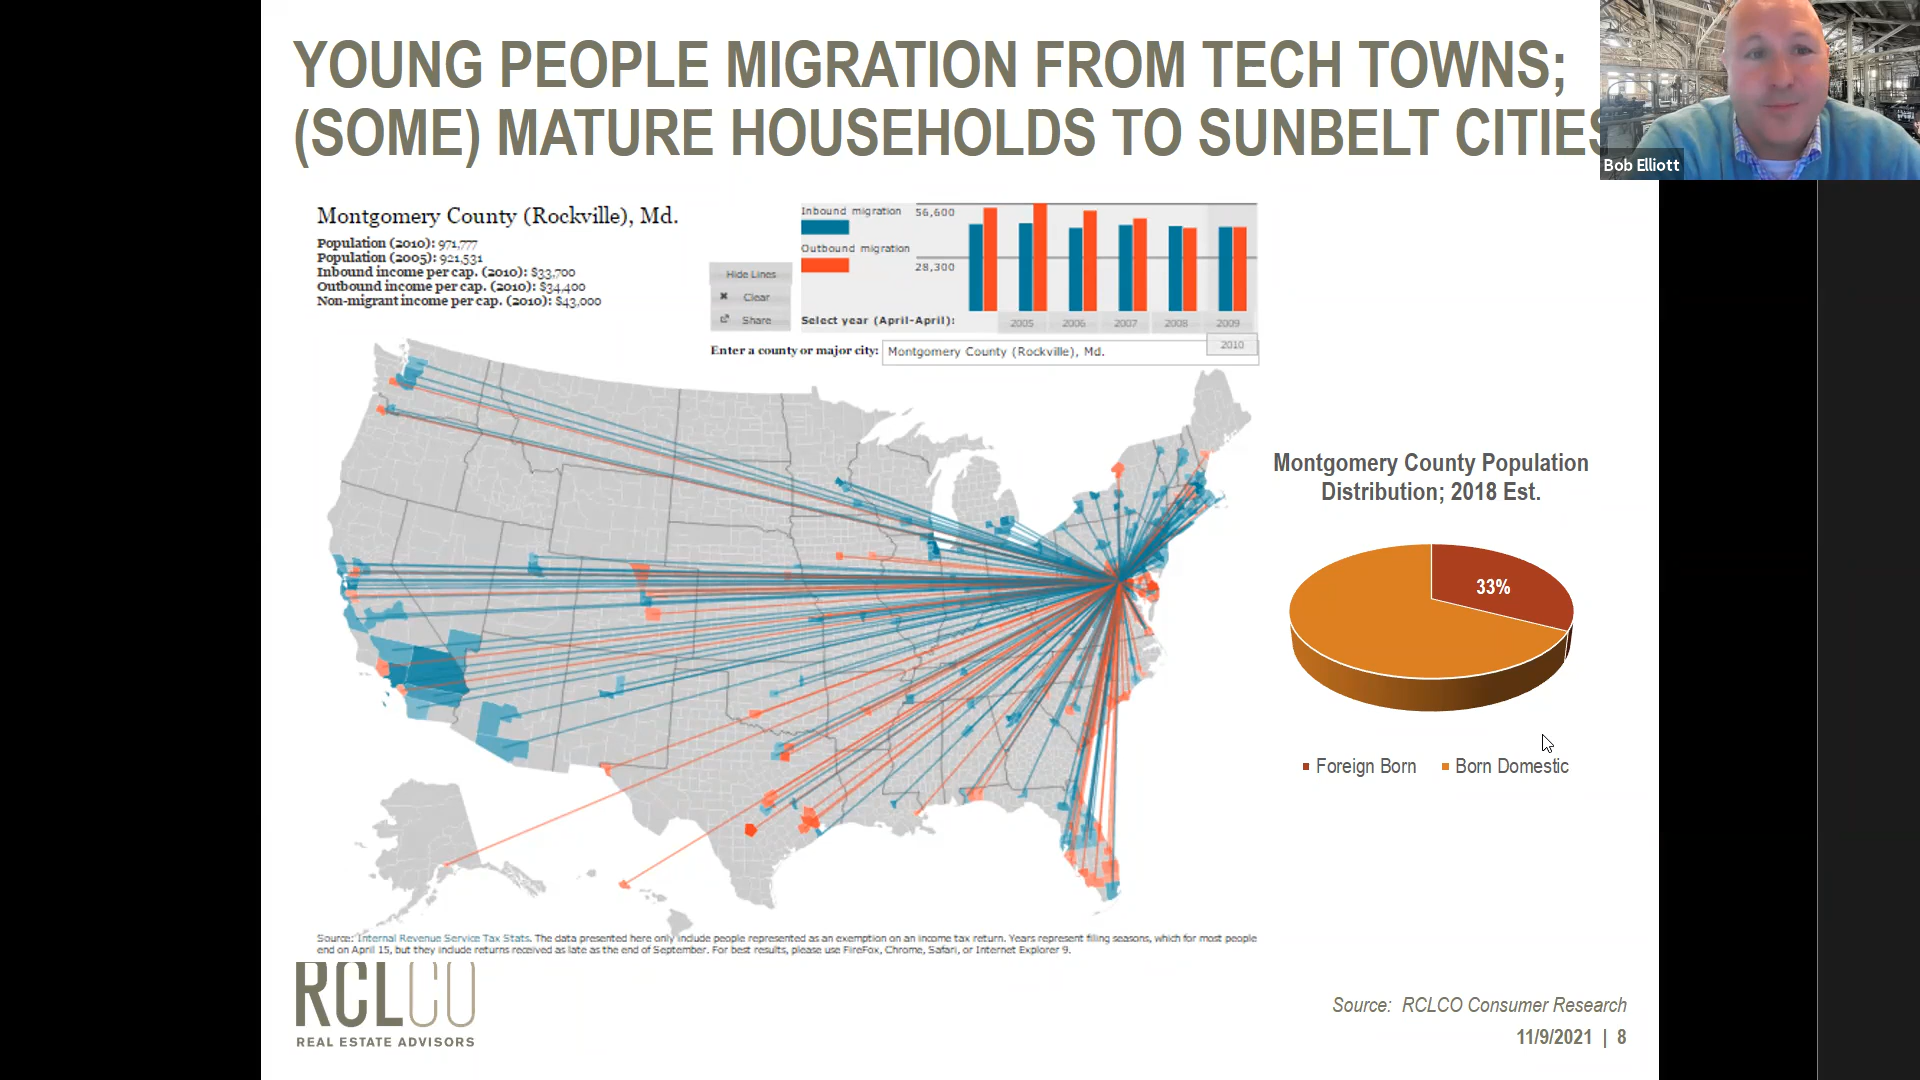 YOUNG PEOPLE MIGRATION FROM TECH TOWNS;
(SOME) MATURE HOUSEHOLDS TO SUNBELT CITIES
Bob Elliott
Montgomery County (Rockville), Md.
Population (2010): 971,777
Population (2005): 921,531
Inbound income per cap. (2010): $33,700
Outbound income per cap. (2010): $34,400
Non-migrant income per cap. (2010): $43,000
Hide Lines
Clear
Share
Inbound migration
Outbound migration
56,600
28,300
Select year (April-April):
2005 2006 2007 2008 2009
2010
Enter a county or major city: Montgomery County (Rockville), Md.
Montgomery County Population
Distribution; 2018 Est.
33%
Foreign Born Born Domestic
Source: Internal Revenue Service Tax Stats. The data presented here only include people represented as an exemption on an income tax return. Years represent filing seasons, which for most people
end on April 15, but they include returns received as late as the end of September. For best results, please use FireFox, Chrome, Safari, or Internet Explorer 9.
RCLCO
REAL ESTATE ADVISORS
Source: RCLCO Consumer Research
11/9/2021 | 8